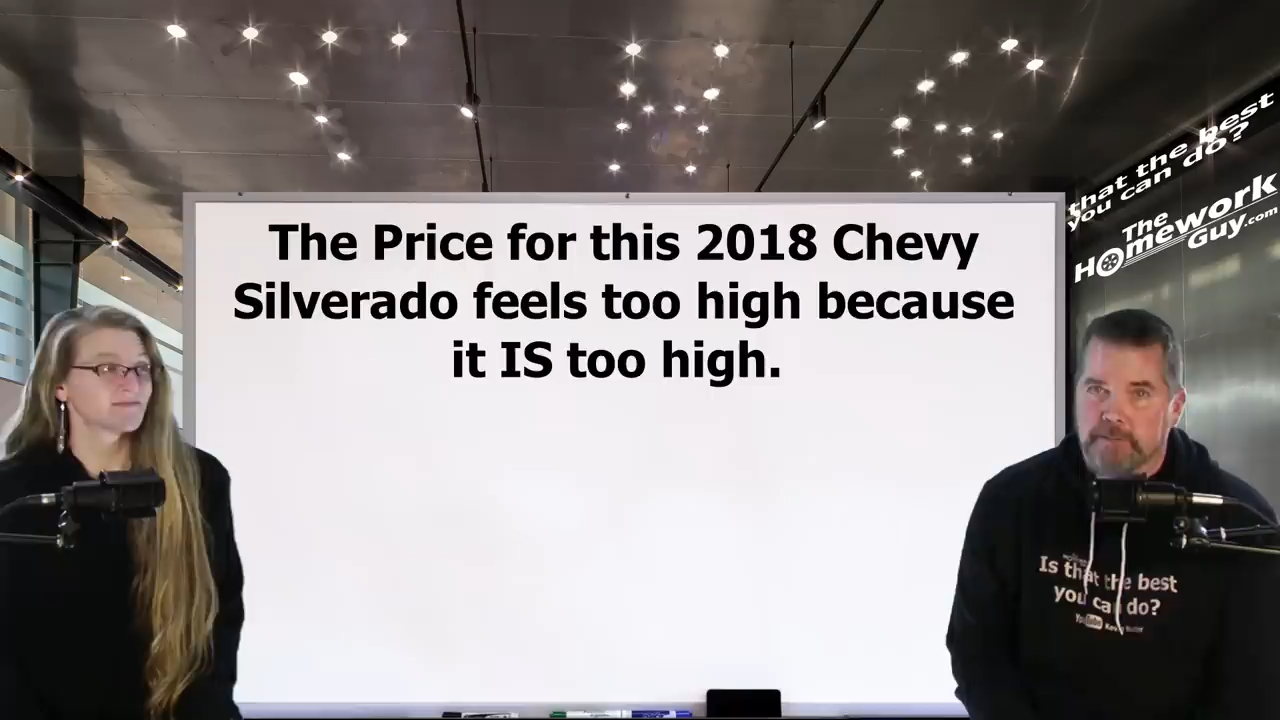 The Price for this 2018 Chevy
Silverado feels too high because
it IS too high.
that the best
you can do?
The
Homework
Guy.com
Is that the best
you can do?
YouTube